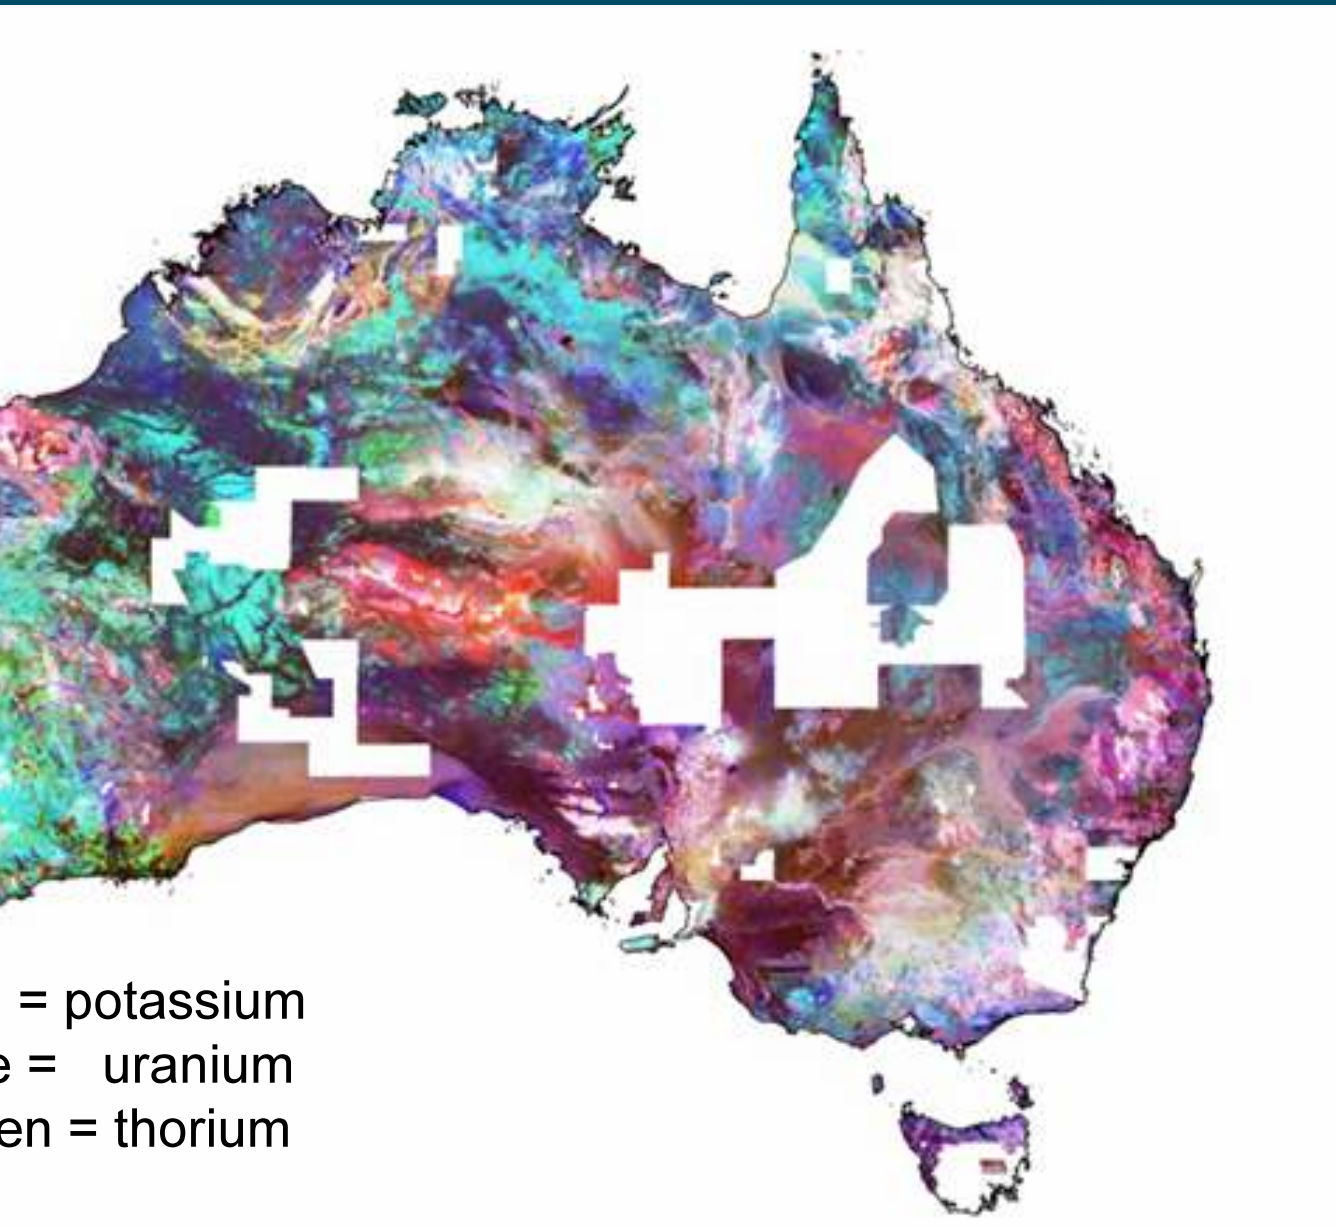 = potassium
e = uranium
en = thorium